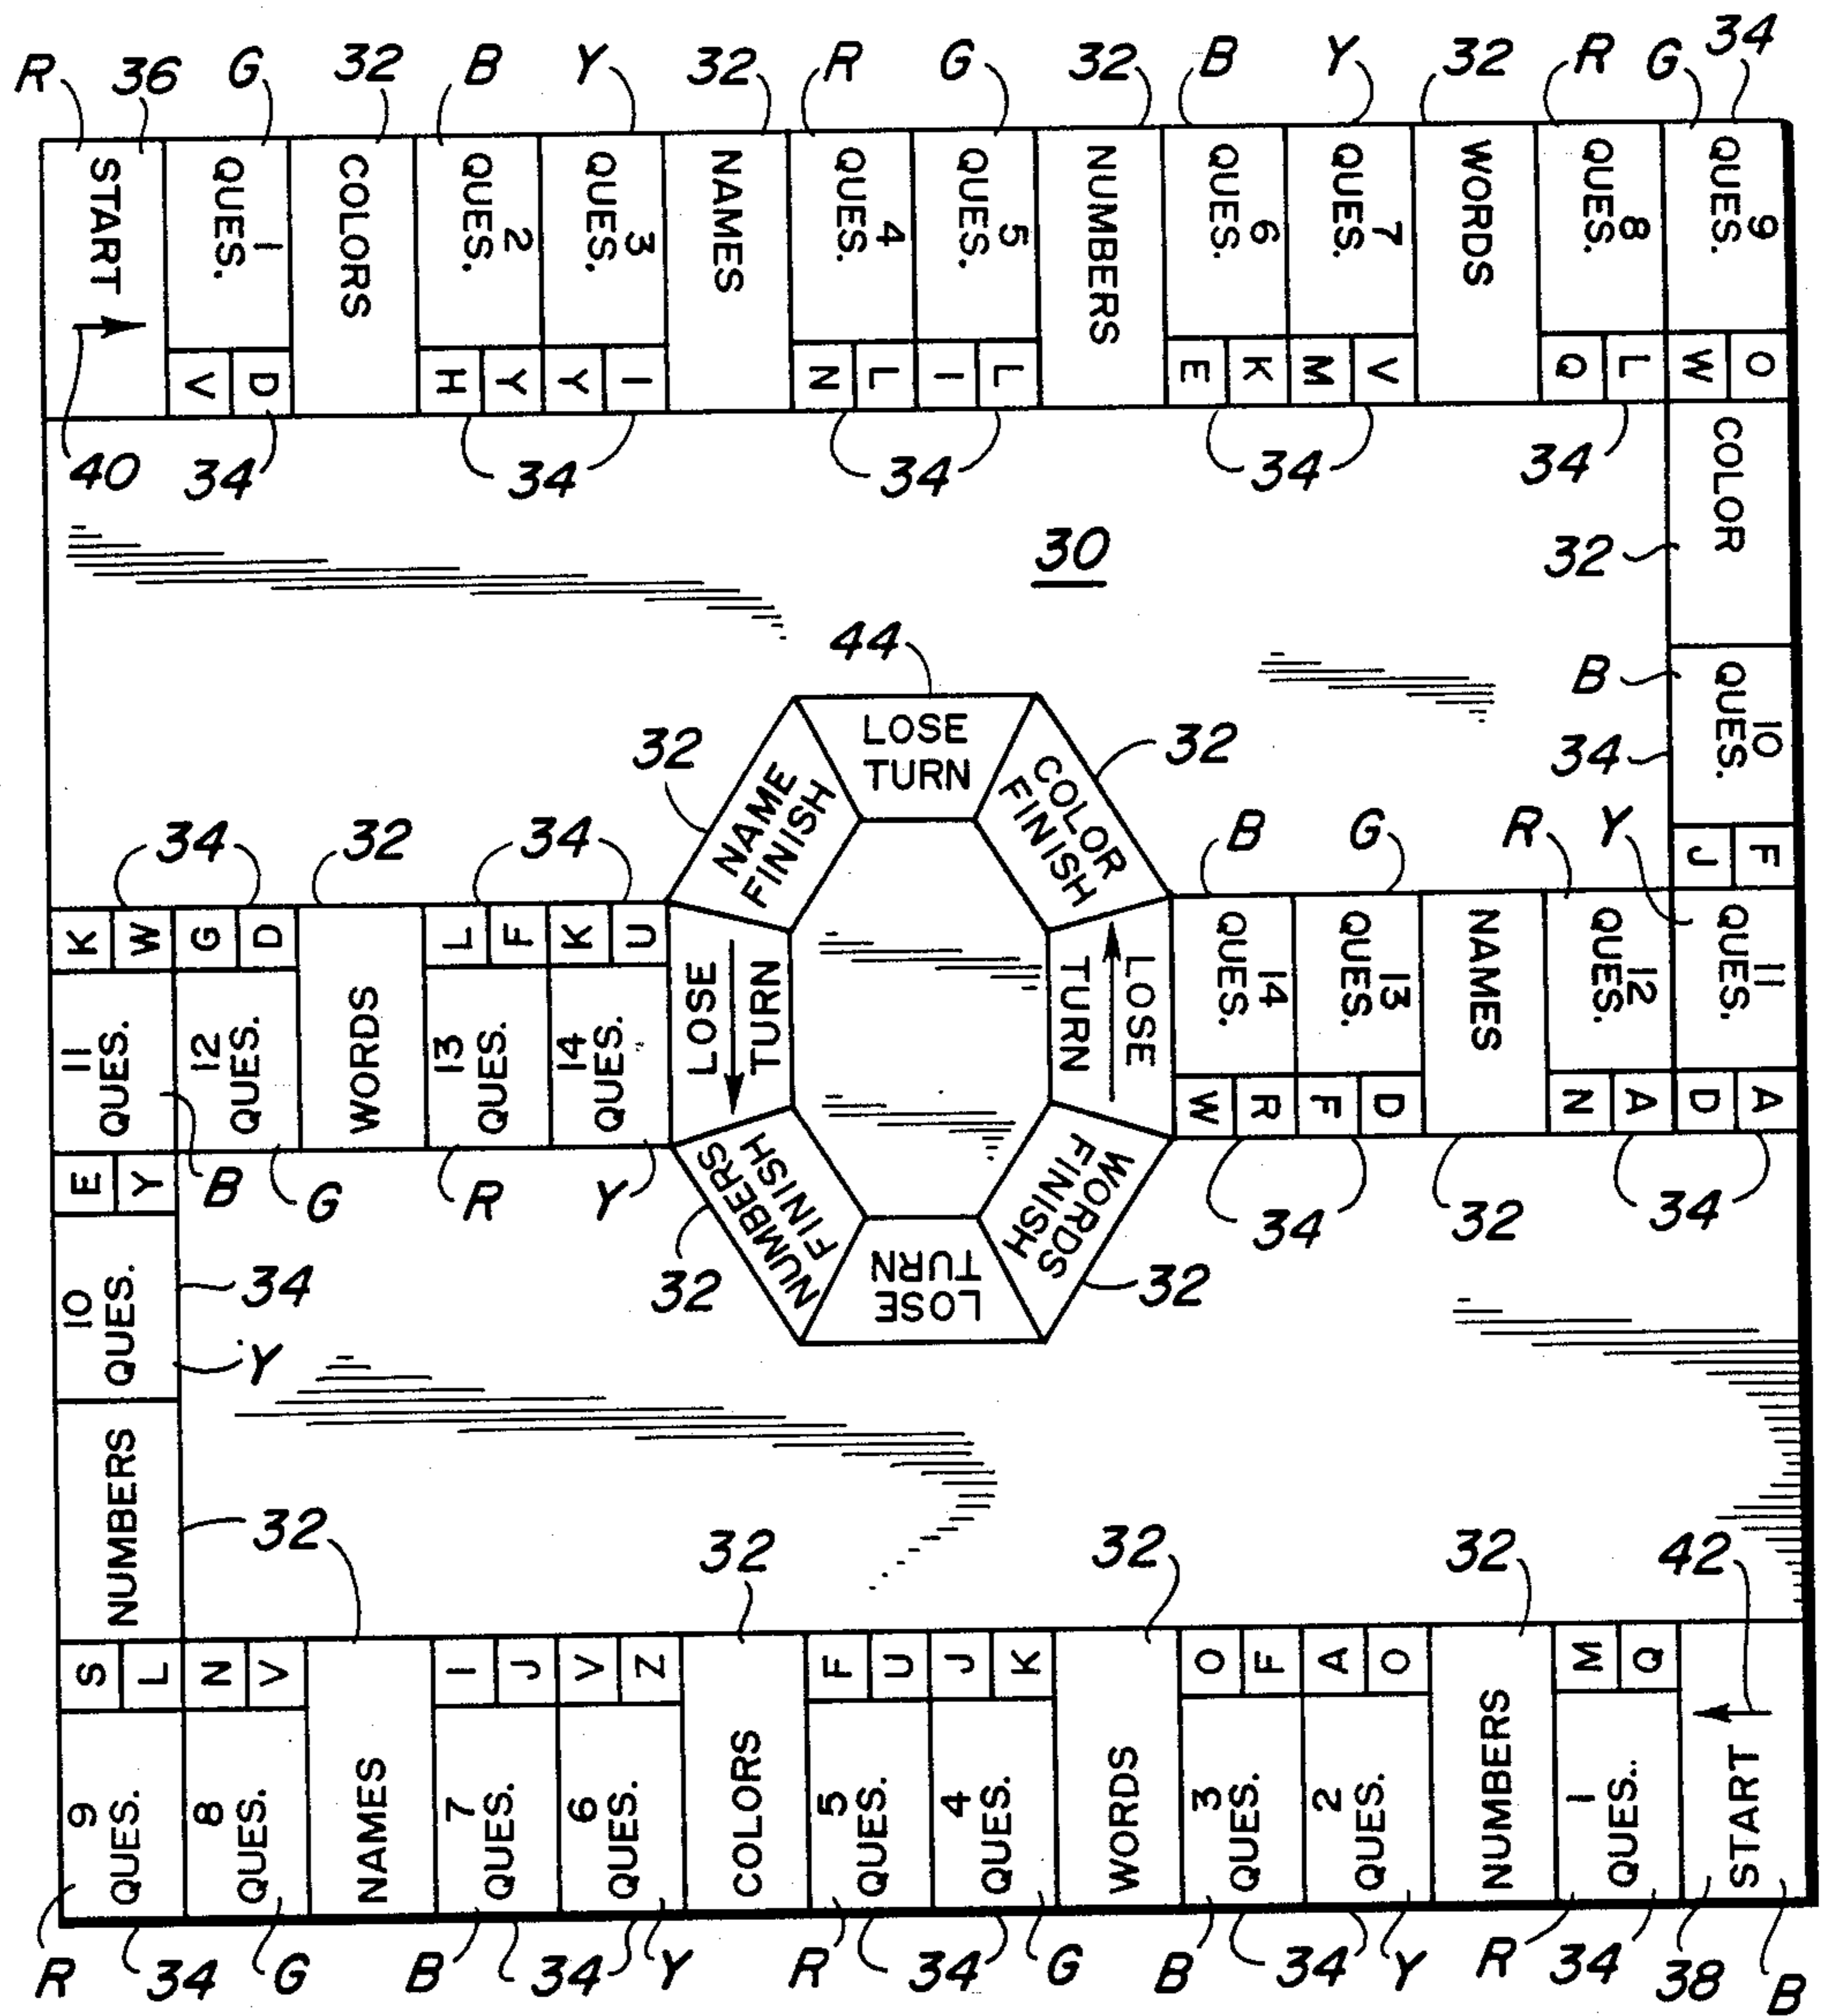 R 36 G 32 B Y 32 R G 32 B Y 32 R G 34
START
1 QUES.
V D
COLORS
2 QUES.
H Y
3 QUES.
Y I
NAMES
4 QUES.
N L
5 QUES.
I L
NUMBERS
6 QUES.
E K
7 QUES.
M V
WORDS
8 QUES.
Q L
9 QUES.
W O
40 34 34 34 34 34
COLOR
32
30
B
10 QUES.
34
J F
44
32 32
LOSE
TURN
NAME
FINISH
COLOR
FINISH
34 32 34
B G R Y
K W
11 QUES.
G D
12 QUES.
WORDS
L F
13 QUES.
K U
14 QUES.
LOSE TURN
LOSE TURN
14 QUES.
W R
13 QUES.
F D
NAMES
12 QUES.
N A
11 QUES.
D A
B G R Y
34 32 34
NUMBERS
FINISH
WORDS
FINISH
LOSE
TURN
32 32
E Y
10 QUES.
34
Y
NUMBERS
32 32 32 32 42
S L
9 QUES.
N V
8 QUES.
NAMES
I J
7 QUES.
V Z
6 QUES.
COLORS
F U
5 QUES.
J K
4 QUES.
WORDS
O F
3 QUES.
A O
2 QUES.
NUMBERS
M Q
1 QUES..
START
R 34 G B 34 Y R 34 G B 34 Y R 34 38 B